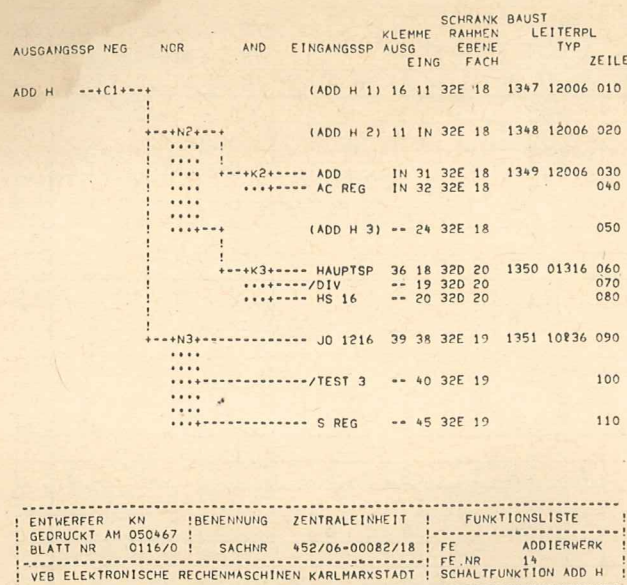 SCHRANK BAUST
KLEMME RAHMEN LEITERPL
AUSGANGSSP NEG NOR AND EINGANGSSP AUSG EBENE TYP
EING FACH ZEILE
ADD H --+C1+--+ (ADD H 1) 16 11 32E 18 1347 12006 010
+--+N2+--+ (ADD H 2) 11 IN 32E 18 1348 12006 020
+--+K2+---- ADD IN 31 32E 18 1349 12006 030
•••+---- AC REG IN 32 32E 18 040
••••+--+ (ADD H 3) -- 24 32E 18 050
+--+K3+---- HAUPTSP 36 18 32D 20 1350 01316 060
•••+----/DIV -- 19 32D 20 070
•••+---- HS 16 -- 20 32D 20 080
+--+N3+-------------- JO 1216 39 38 32E 19 1351 10836 090
••••+--------------/TEST 3 -- 40 32E 19 100
••••+-------------- S REG -- 45 32E 19 110
! ENTWERFER KN !BENENNUNG ZENTRALEINHEIT ! FUNKTIONSLISTE !
! GEDRUCKT AM 050467 !
! BLATT NR 0116/0 ! SACHNR 452/06-00082/18 ! FE ADDIERWERK !
! FE.NR 14 !
! VEB ELEKTRONISCHE RECHENMASCHINEN KARLMARXSTADT ! SCHALTFUNKTION ADD H !